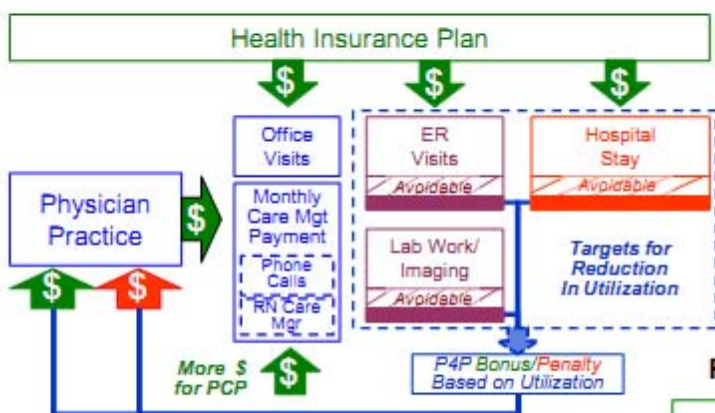 Health Insurance Plan
$ $ $
Office
Visits
ER
Visits
Avoidable
Hospital
Stay
Avoidable
Physician
Practice
$
Monthly
Care Mgt
Payment
Phone
Calls
RN Care
Mgr
Lab Work/
Imaging
Avoidable
Targets for
Reduction
In Utilization
$ $
More $
for PCP
$
P4P Bonus/Penalty
Based on Utilization